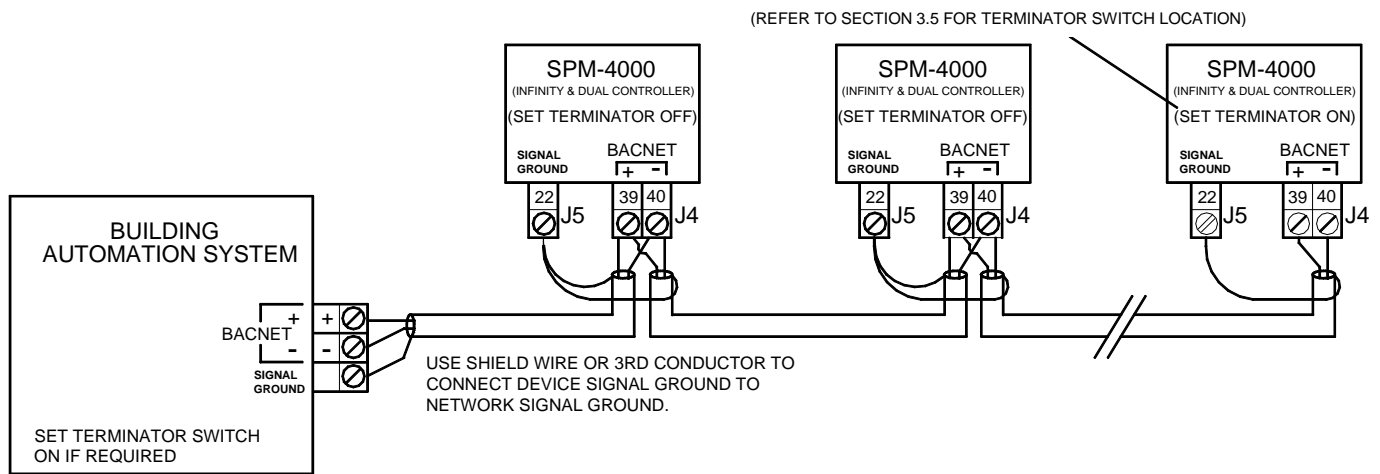 (REFER TO SECTION 3.5 FOR TERMINATOR SWITCH LOCATION)
SPM-4000
(INFINITY & DUAL CONTROLLER)
(SET TERMINATOR OFF)
SIGNAL
GROUND
BACNET
+ -
22
39 40
J5
J4
SPM-4000
(INFINITY & DUAL CONTROLLER)
(SET TERMINATOR OFF)
SIGNAL
GROUND
BACNET
+ -
22
39 40
J5
J4
SPM-4000
(INFINITY & DUAL CONTROLLER)
(SET TERMINATOR ON)
SIGNAL
GROUND
BACNET
+ -
22
39 40
J5
J4
BUILDING
AUTOMATION SYSTEM
+ +
BACNET
- -
SIGNAL
GROUND
SET TERMINATOR SWITCH
ON IF REQUIRED
USE SHIELD WIRE OR 3RD CONDUCTOR TO
CONNECT DEVICE SIGNAL GROUND TO
NETWORK SIGNAL GROUND.